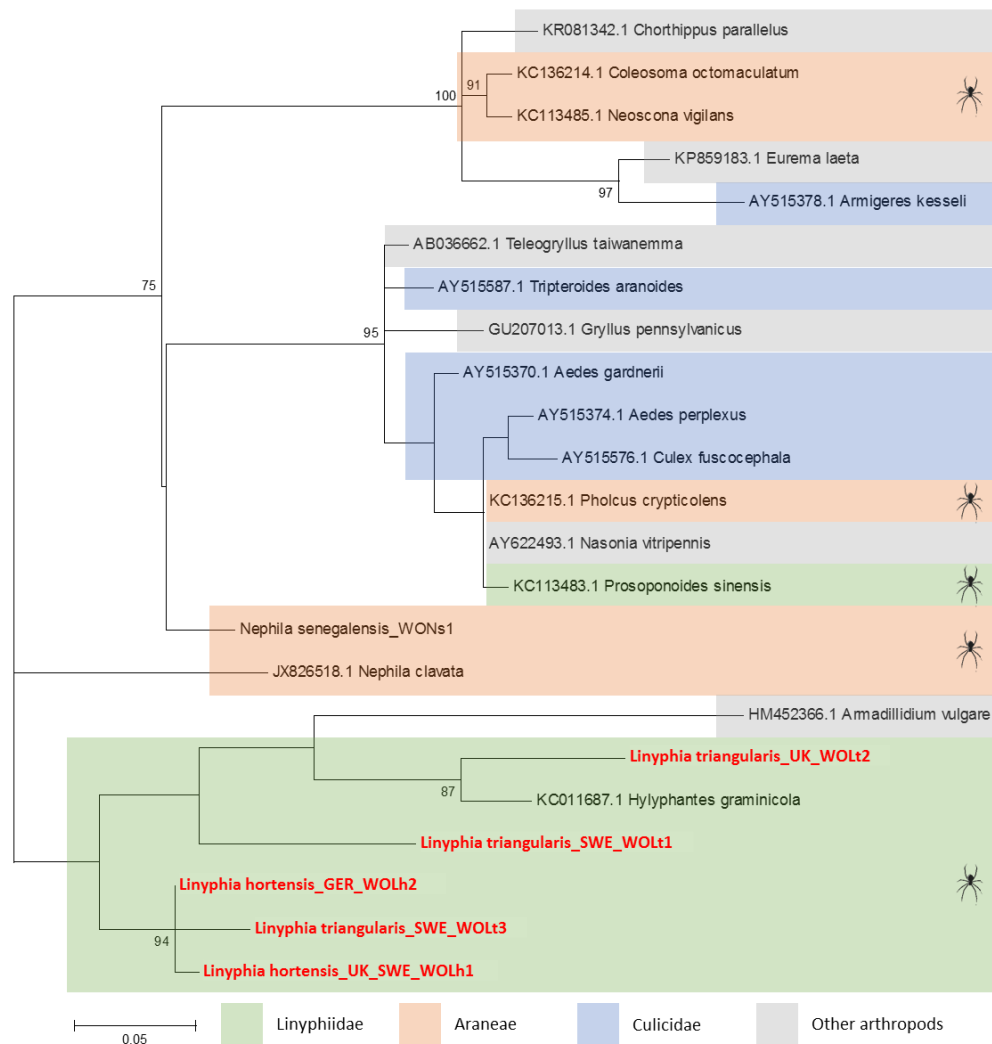 KR081342.1 Chorthippus parallelus
KC136214.1 Coleosoma octomaculatum
91
100
KC113485.1 Neoscona vigilans
KP859183.1 Eurema laeta
97
AY515378.1 Armigeres kesseli
AB036662.1 Teleogryllus taiwanemma
75
AY515587.1 Tripteroides aranoides
95
GU207013.1 Gryllus pennsylvanicus
AY515370.1 Aedes gardnerii
AY515374.1 Aedes perplexus
AY515576.1 Culex fuscocephala
KC136215.1 Pholcus crypticolens
AY622493.1 Nasonia vitripennis
KC113483.1 Prosoponoides sinensis
Nephila senegalensis_WONs1
JX826518.1 Nephila clavata
HM452366.1 Armadillidium vulgare
Linyphia triangularis_UK_WOLt2
87
KC011687.1 Hylyphantes graminicola
Linyphia triangularis_SWE_WOLt1
Linyphia hortensis_GER_WOLh2
Linyphia triangularis_SWE_WOLt3
94
Linyphia hortensis_UK_SWE_WOLh1
0.05
Linyphiidae
Araneae
Culicidae
Other arthropods